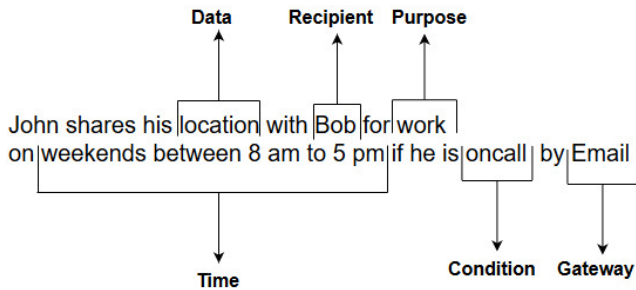 Data Recipient Purpose
John shares his location with Bob for work
on weekends between 8 am to 5 pm if he is oncall by Email
Time Condition Gateway